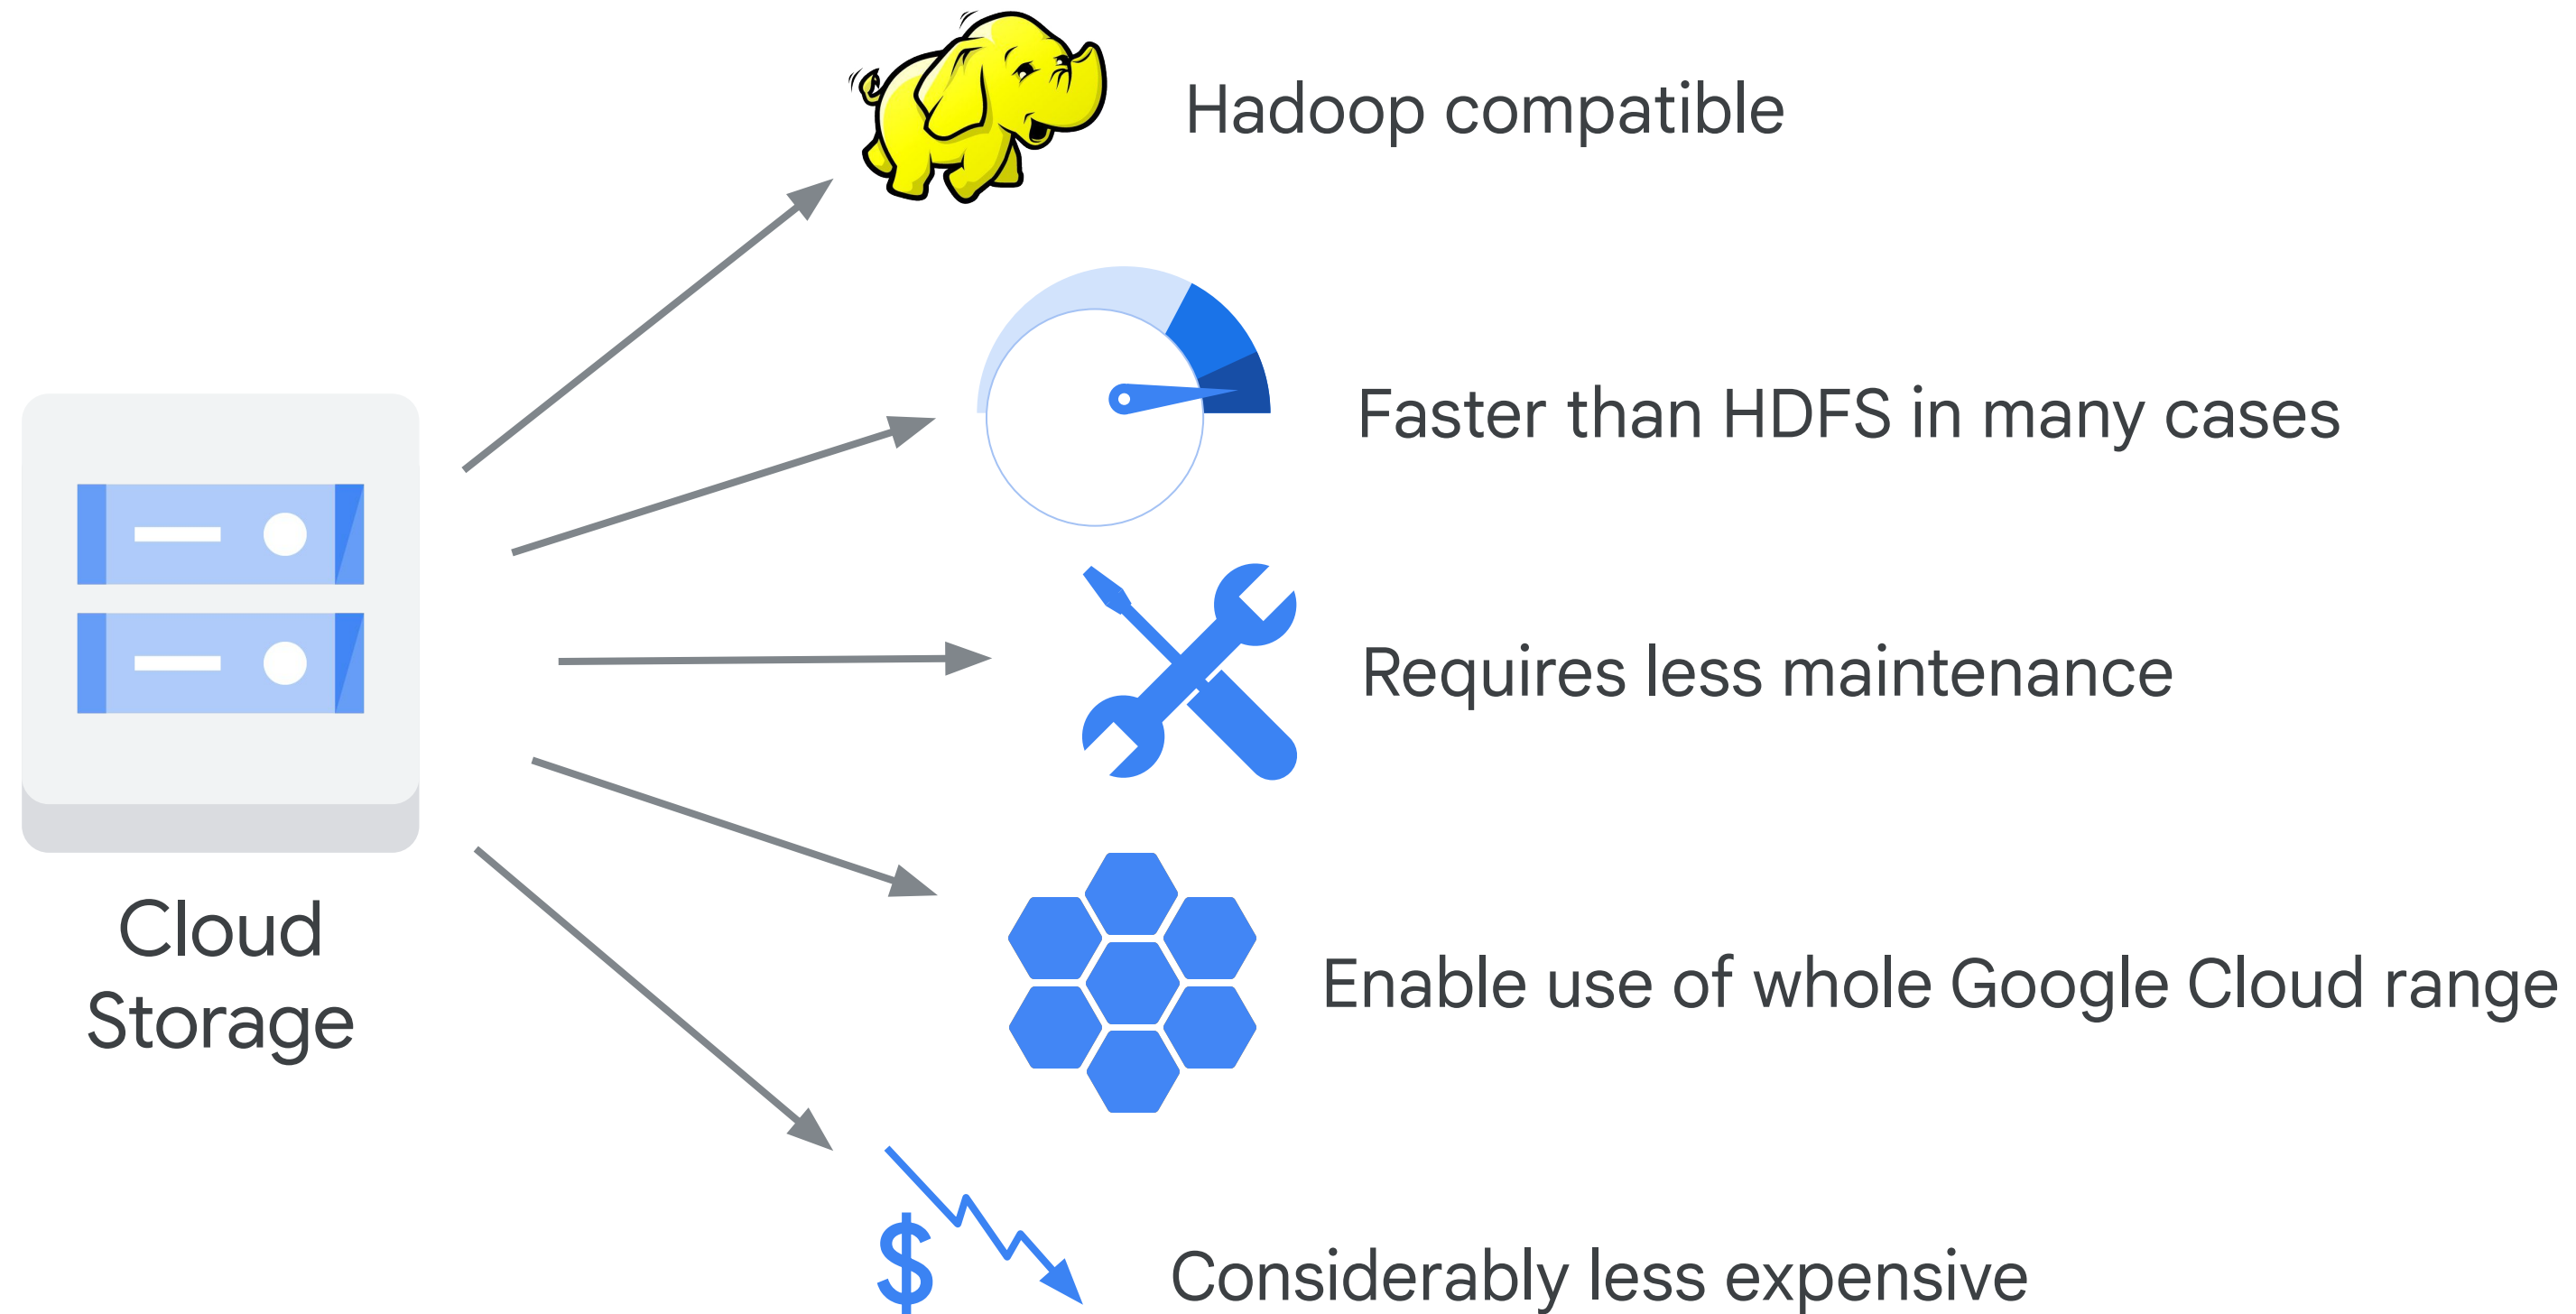 Hadoop compatible
Faster than HDFS in many cases
Requires less maintenance
Cloud
Storage
Enable use of whole Google Cloud range
$
Considerably less expensive